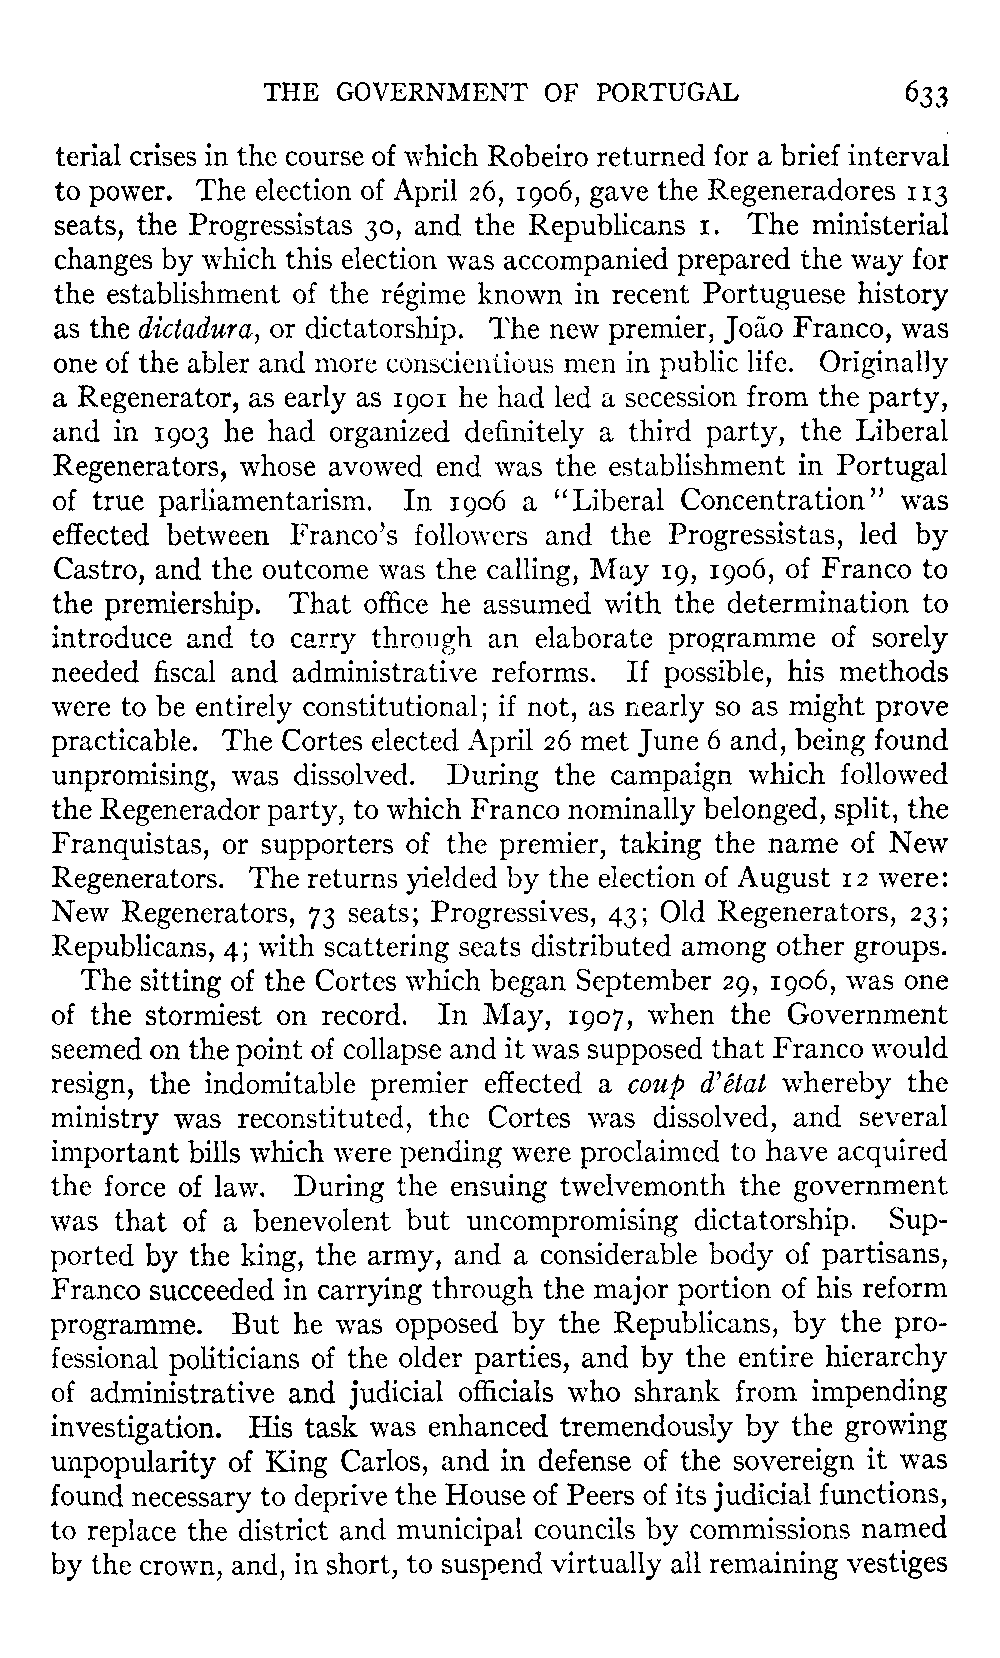 THE GOVERNMENT OF PORTUGAL 633
terial crises in the course of which Robeiro returned for a brief interval
to power. The election of April 26, 1906, gave the Regeneradores 113
seats, the Progressistas 30, and the Republicans 1. The ministerial
changes by which this election was accompanied prepared the way for
the establishment of the régime known in recent Portuguese history
as the dictadura, or dictatorship. The new premier, João Franco, was
one of the abler and more conscientious men in public life. Originally
a Regenerator, as early as 1901 he had led a secession from the party,
and in 1903 he had organized definitely a third party, the Liberal
Regenerators, whose avowed end was the establishment in Portugal
of true parliamentarism. In 1906 a “Liberal Concentration” was
effected between Franco’s followers and the Progressistas, led by
Castro, and the outcome was the calling, May 19, 1906, of Franco to
the premiership. That office he assumed with the determination to
introduce and to carry through an elaborate programme of sorely
needed fiscal and administrative reforms. If possible, his methods
were to be entirely constitutional; if not, as nearly so as might prove
practicable. The Cortes elected April 26 met June 6 and, being found
unpromising, was dissolved. During the campaign which followed
the Regenerador party, to which Franco nominally belonged, split, the
Franquistas, or supporters of the premier, taking the name of New
Regenerators. The returns yielded by the election of August 12 were:
New Regenerators, 73 seats; Progressives, 43; Old Regenerators, 23;
Republicans, 4; with scattering seats distributed among other groups.
The sitting of the Cortes which began September 29, 1906, was one
of the stormiest on record. In May, 1907, when the Government
seemed on the point of collapse and it was supposed that Franco would
resign, the indomitable premier effected a coup d’état whereby the
ministry was reconstituted, the Cortes was dissolved, and several
important bills which were pending were proclaimed to have acquired
the force of law. During the ensuing twelvemonth the government
was that of a benevolent but uncompromising dictatorship. Sup-
ported by the king, the army, and a considerable body of partisans,
Franco succeeded in carrying through the major portion of his reform
programme. But he was opposed by the Republicans, by the pro-
fessional politicians of the older parties, and by the entire hierarchy
of administrative and judicial officials who shrank from impending
investigation. His task was enhanced tremendously by the growing
unpopularity of King Carlos, and in defense of the sovereign it was
found necessary to deprive the House of Peers of its judicial functions,
to replace the district and municipal councils by commissions named
by the crown, and, in short, to suspend virtually all remaining vestiges